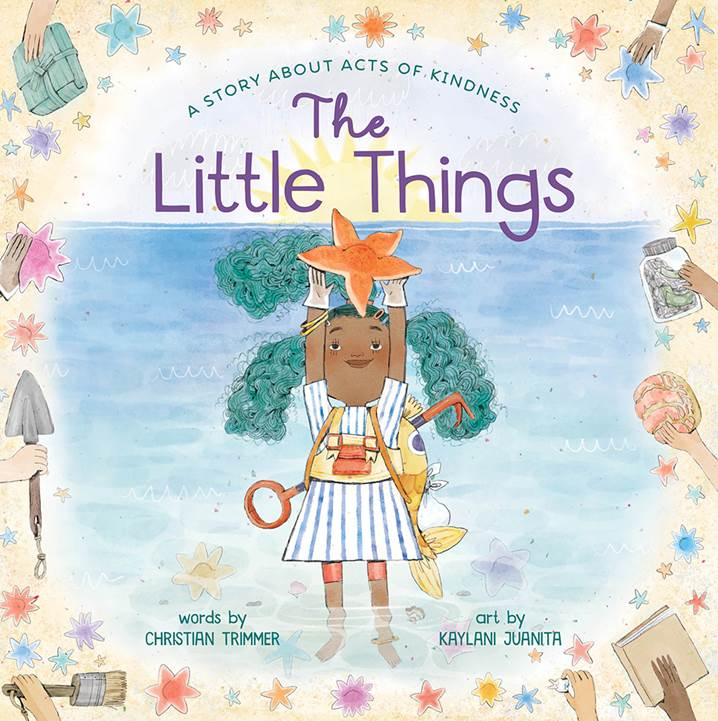 A STORY ABOUT ACTS OF KINDNESS
The
Little Things
words by
CHRISTIAN TRIMMER
art by
KAYLANI JUANITA